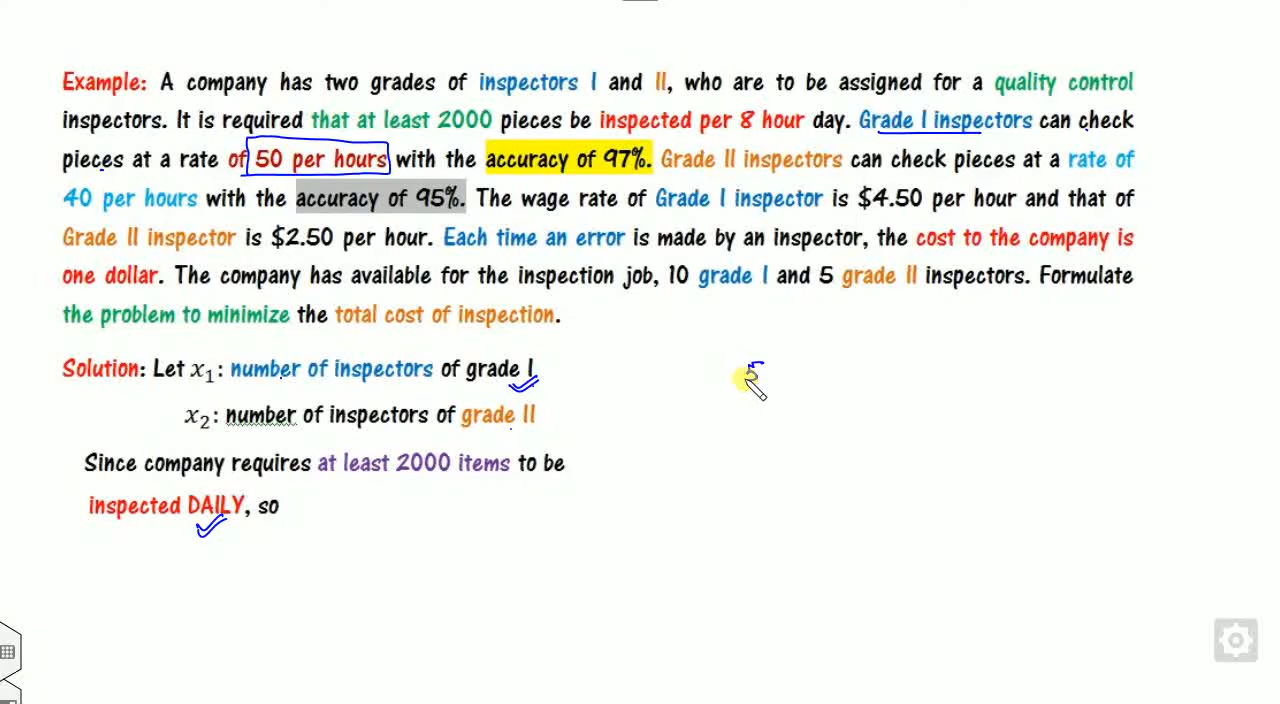 Example: A company has two grades of inspectors I and II, who are to be assigned for a quality control
inspectors. It is required that at least 2000 pieces be inspected per 8 hour day. Grade I inspectors can check
pieces at a rate of 50 per hours with the accuracy of 97%. Grade II inspectors can check pieces at a rate of
40 per hours with the accuracy of 95%. The wage rate of Grade I inspector is $4.50 per hour and that of
Grade II inspector is $2.50 per hour. Each time an error is made by an inspector, the cost to the company is
one dollar. The company has available for the inspection job, 10 grade I and 5 grade II inspectors. Formulate
the problem to minimize the total cost of inspection.
Solution: Let x₁: number of inspectors of grade I
x₂: number of inspectors of grade II
Since company requires at least 2000 items to be
inspected DAILY, so